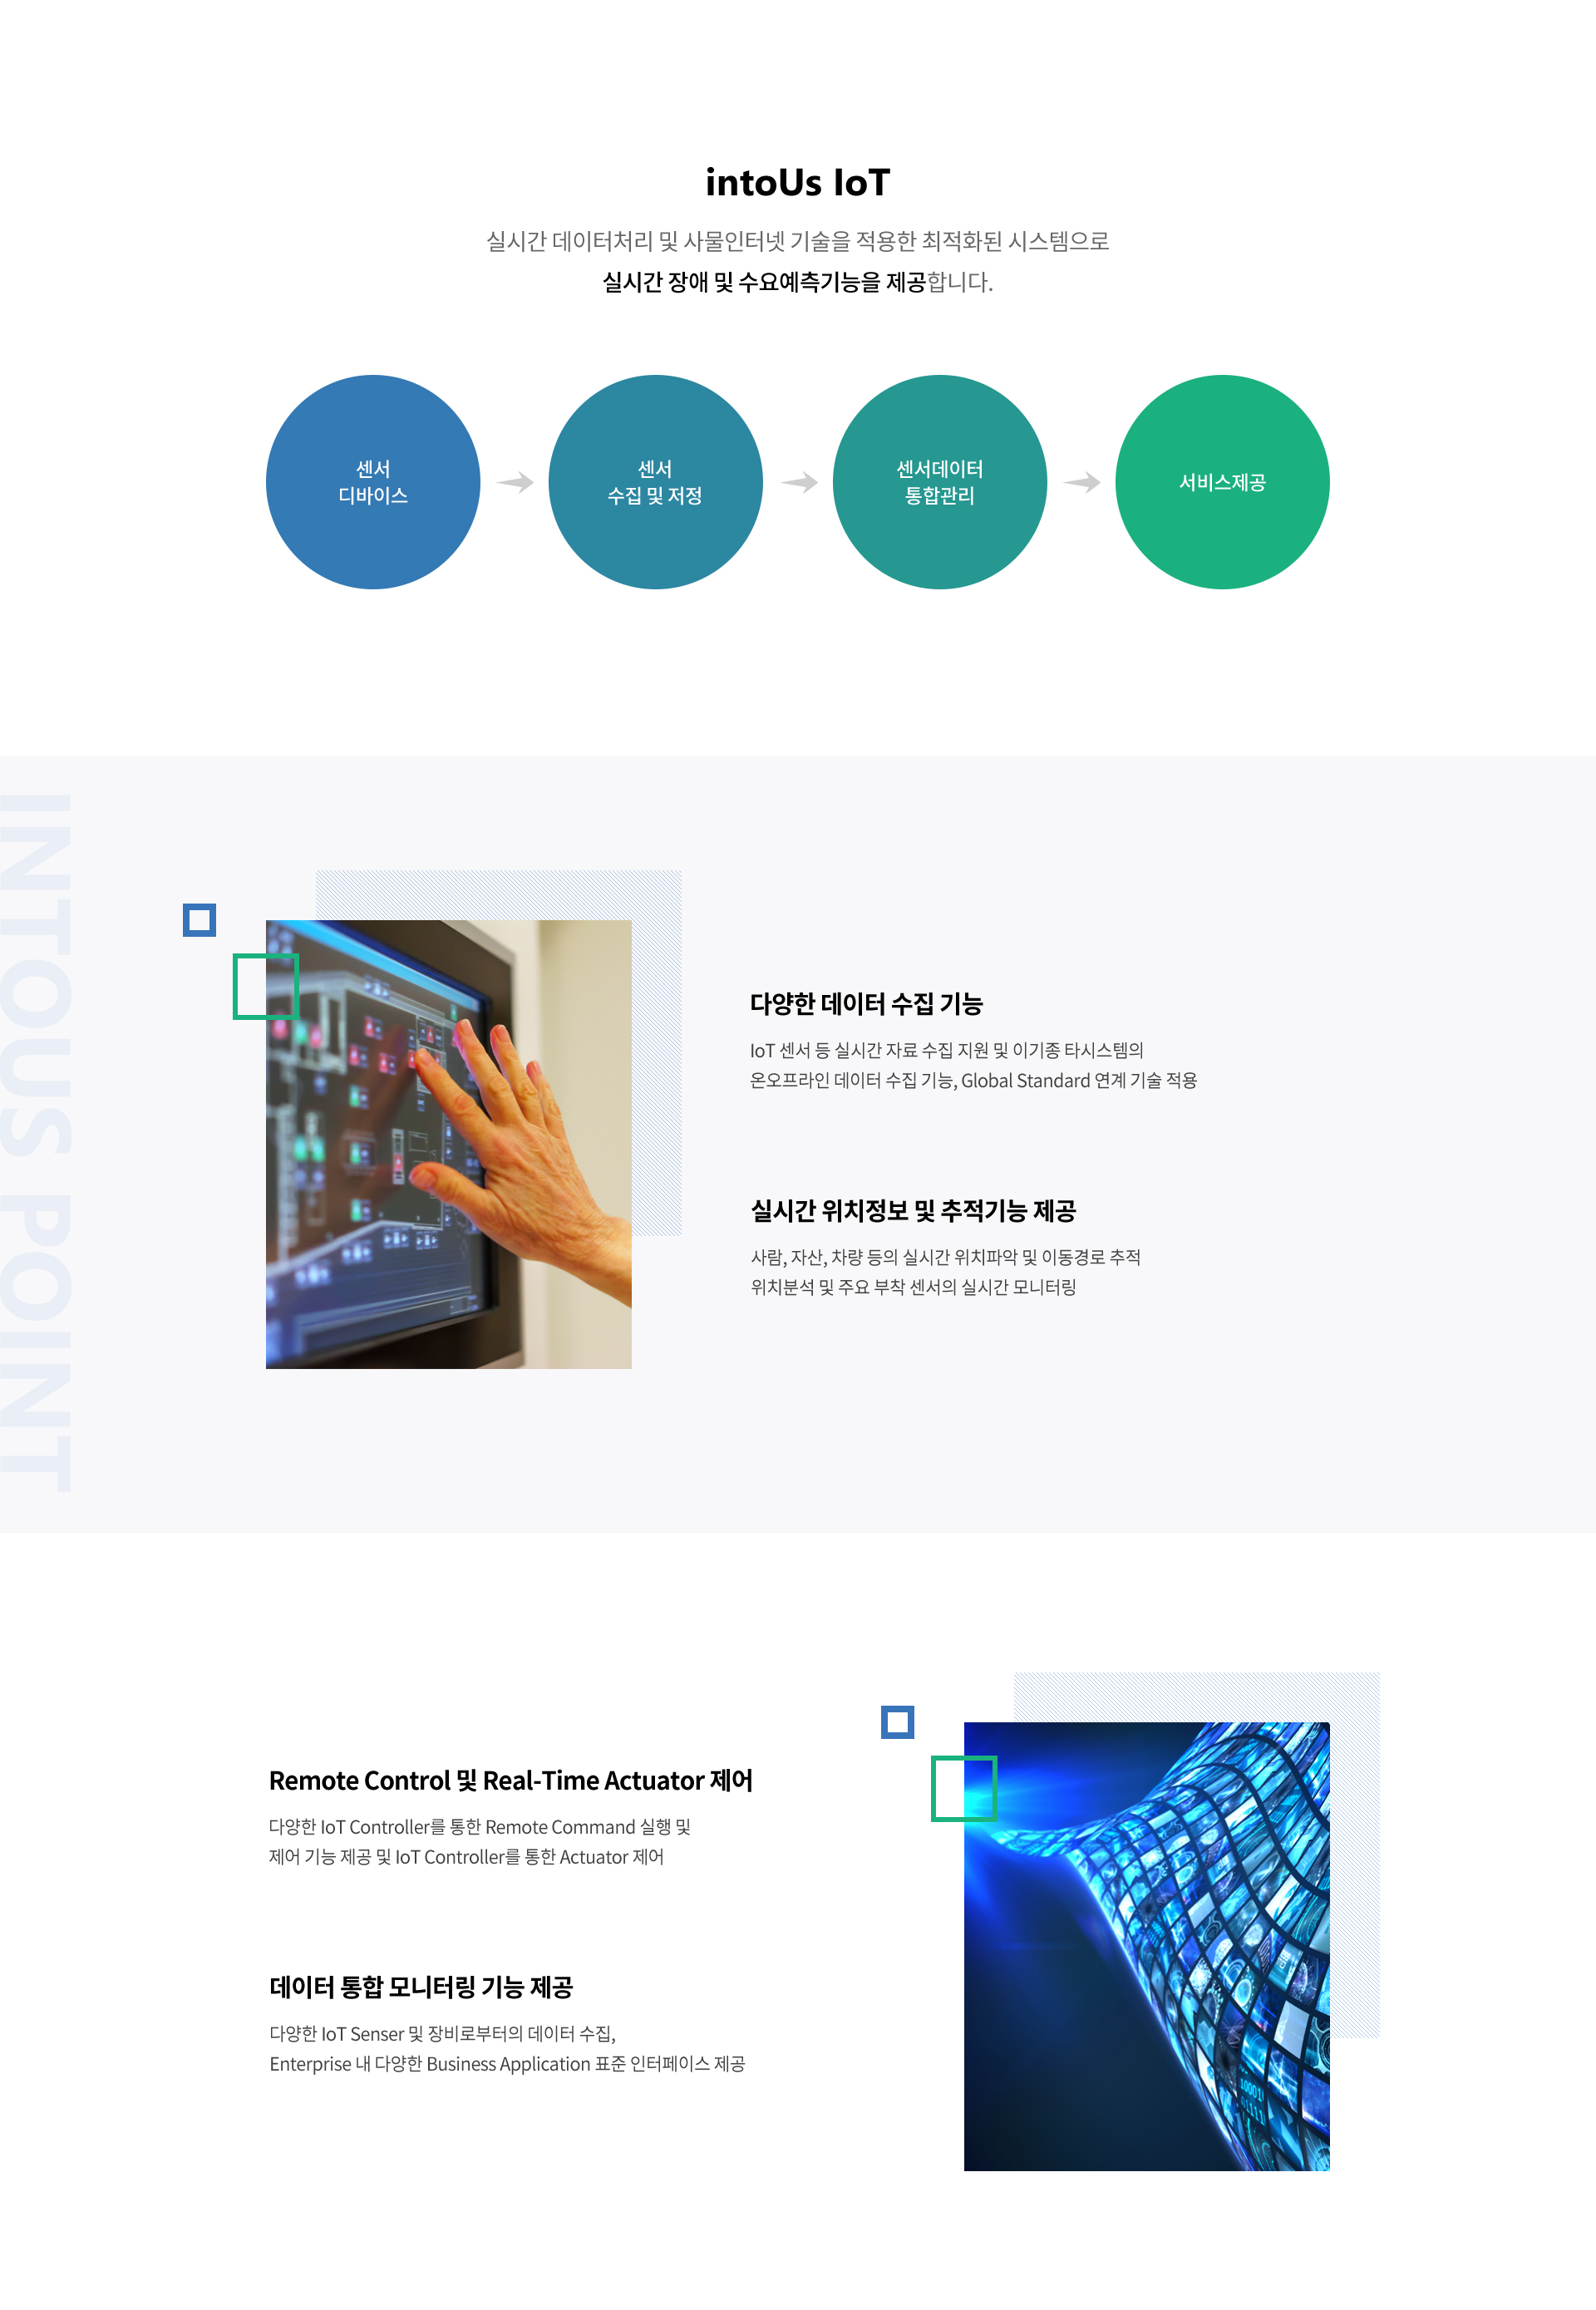 intoUs IoT
실시간 데이터처리 및 사물인터넷 기술을 적용한 최적화된 시스템으로
실시간 장애 및 수요예측기능을 제공합니다.
센서
디바이스
센서
수집 및 저정
센서데이터
통합관리
서비스제공
INTOUS POINT
다양한 데이터 수집 기능
IoT 센서 등 실시간 자료 수집 지원 및 이기종 타시스템의
온오프라인 데이터 수집 기능, Global Standard 연계 기술 적용
실시간 위치정보 및 추적기능 제공
사람, 자산, 차량 등의 실시간 위치파악 및 이동경로 추적
위치분석 및 주요 부착 센서의 실시간 모니터링
Remote Control 및 Real-Time Actuator 제어
다양한 IoT Controller를 통한 Remote Command 실행 및
제어 기능 제공 및 IoT Controller를 통한 Actuator 제어
데이터 통합 모니터링 기능 제공
다양한 IoT Senser 및 장비로부터의 데이터 수집,
Enterprise 내 다양한 Business Application 표준 인터페이스 제공